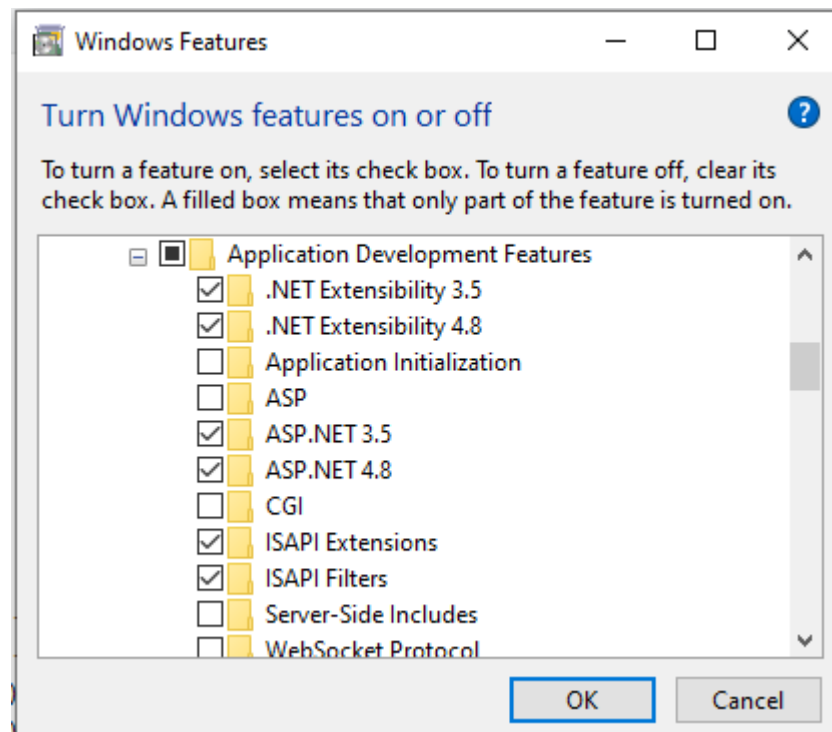 Windows Features
Turn Windows features on or off
To turn a feature on, select its check box. To turn a feature off, clear its
check box. A filled box means that only part of the feature is turned on.
Application Development Features
.NET Extensibility 3.5
.NET Extensibility 4.8
Application Initialization
ASP
ASP.NET 3.5
ASP.NET 4.8
CGI
ISAPI Extensions
ISAPI Filters
Server-Side Includes
WebSocket Protocol
OK
Cancel